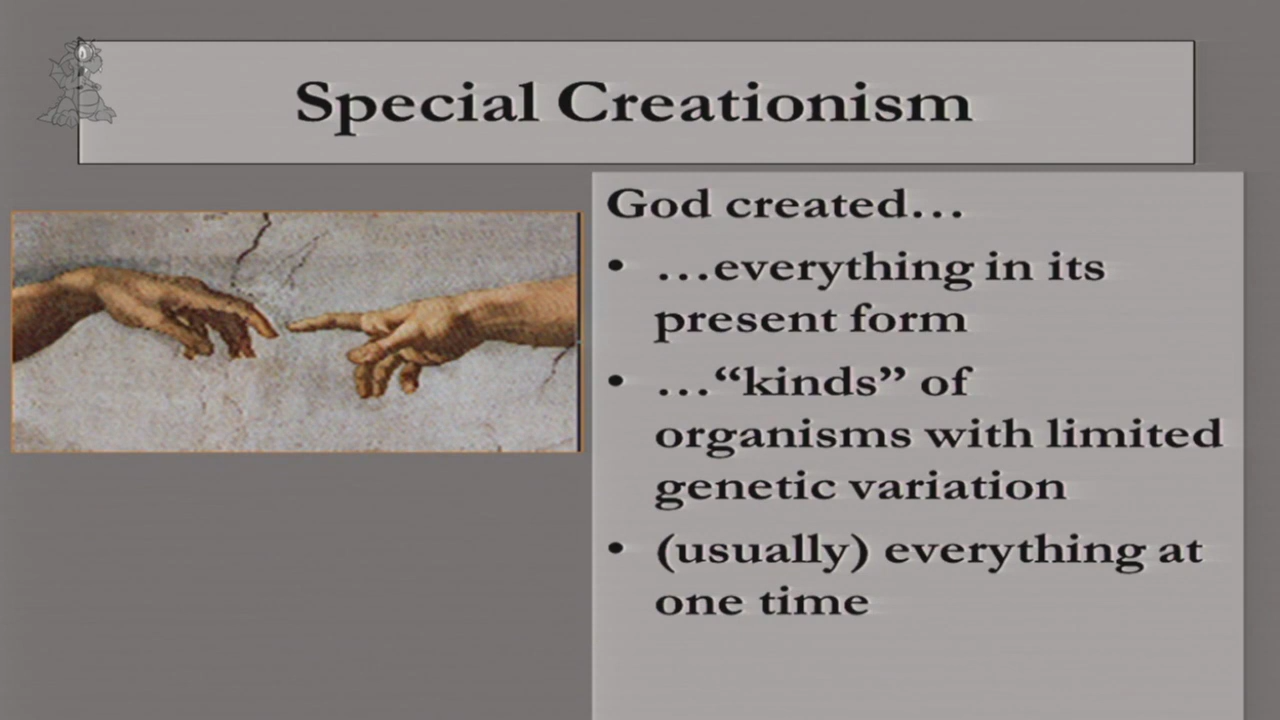 Special Creationism
God created…
• …everything in its
present form
• …“kinds” of
organisms with limited
genetic variation
• (usually) everything at
one time